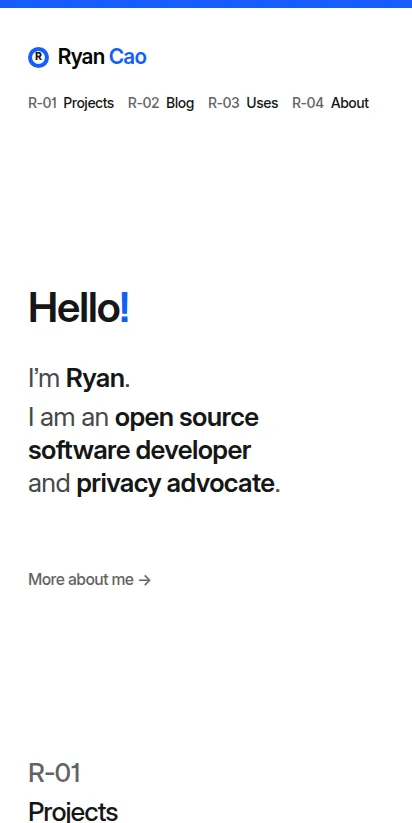 R Ryan Cao
R-01 Projects R-02 Blog R-03 Uses R-04 About
Hello!
I’m Ryan.
I am an open source
software developer
and privacy advocate.
More about me →
R-01
Projects